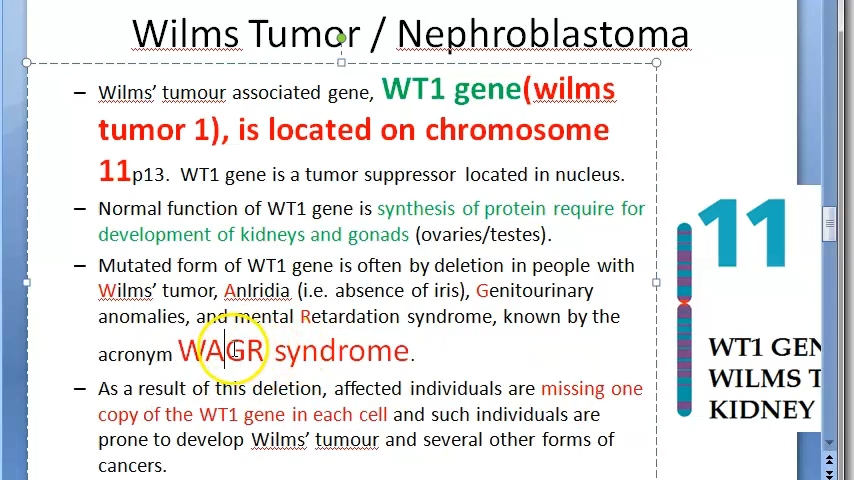 Wilms Tumor / Nephroblastoma
– Wilms’ tumour associated gene, WT1 gene(wilms
tumor 1), is located on chromosome
11p13. WT1 gene is a tumor suppressor located in nucleus.
– Normal function of WT1 gene is synthesis of protein require for
development of kidneys and gonads (ovaries/testes).
– Mutated form of WT1 gene is often by deletion in people with
Wilms’ tumor, AnIridia (i.e. absence of iris), Genitourinary
anomalies, and mental Retardation syndrome, known by the
acronym WAGR syndrome.
– As a result of this deletion, affected individuals are missing one
copy of the WT1 gene in each cell and such individuals are
prone to develop Wilms’ tumour and several other forms of
cancers.
11
WT1 GEN
WILMS T
KIDNEY